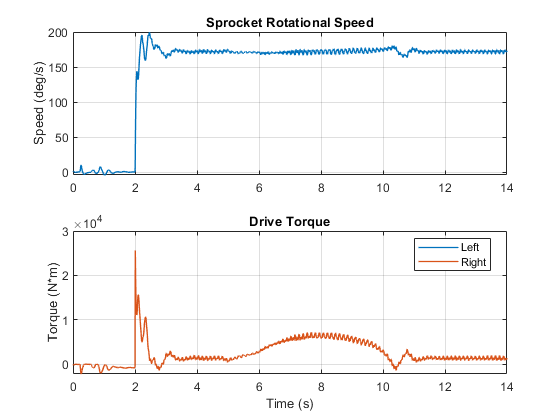 Sprocket Rotational Speed
200
150
100
50
0
Speed (deg/s)
0 2 4 6 8 10 12 14
Drive Torque
×10^4
3
2
1
0
Torque (N*m)
Left
Right
0 2 4 6 8 10 12 14
Time (s)